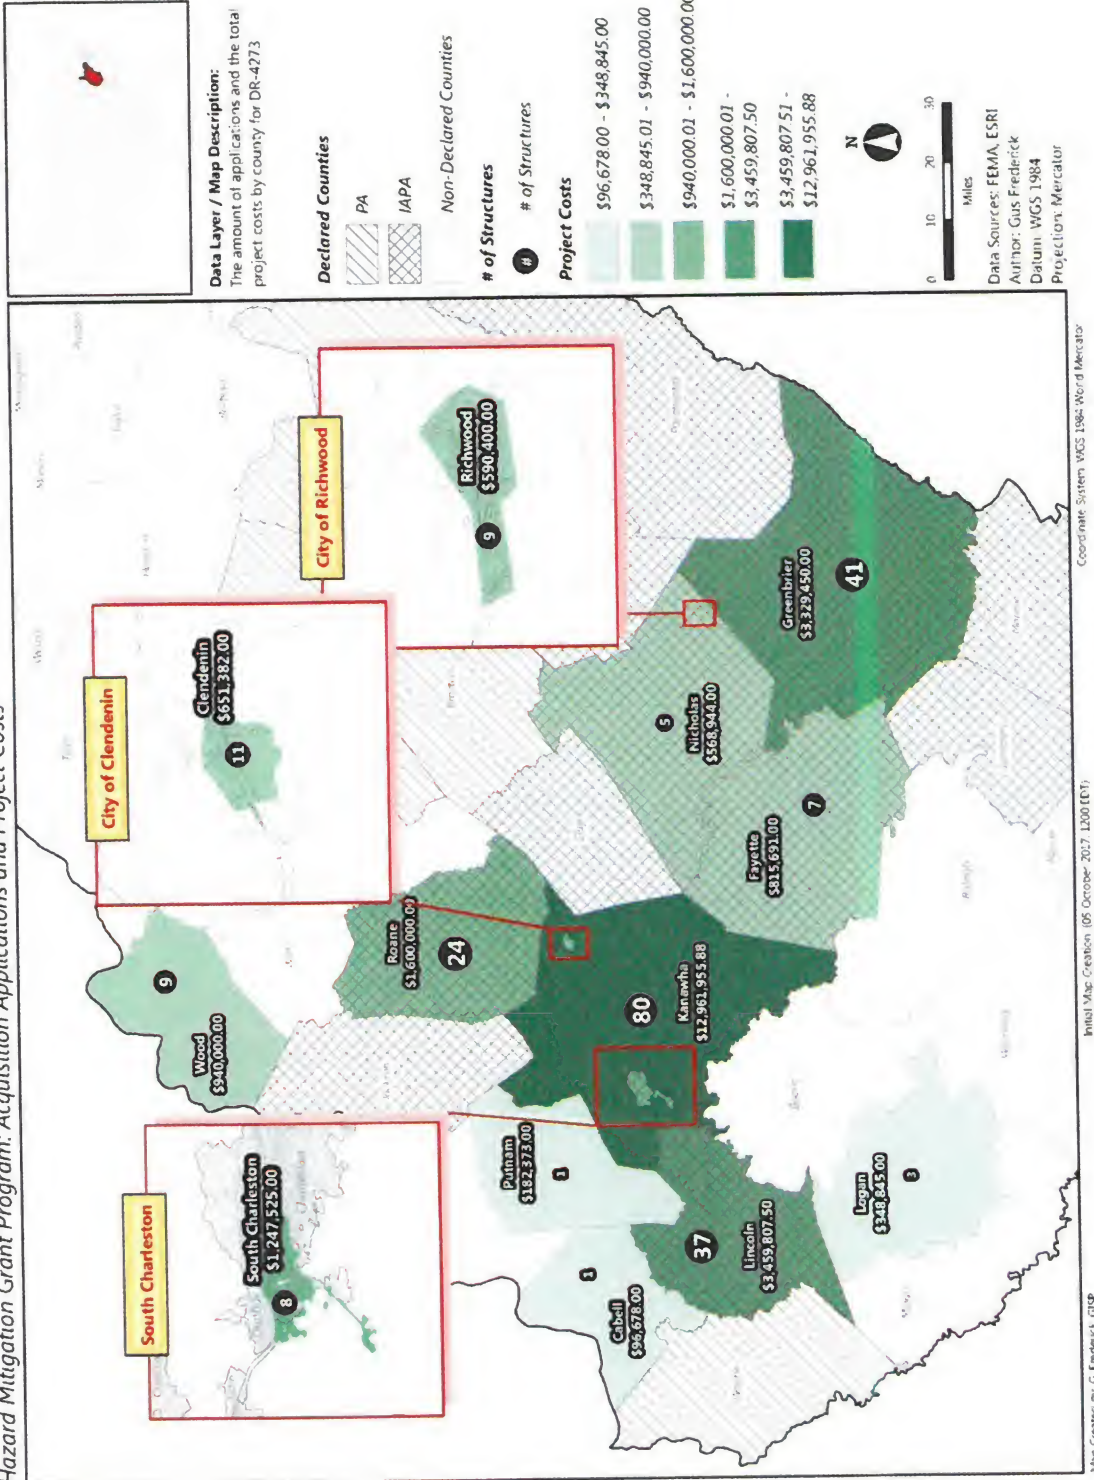 Hazard Mitigation Grant Program: Acquisition Applications and Project Costs
South Charleston
South Charleston
$1,247,525.00
8
City of Clendenin
Clendenin
$651,382.00
11
City of Richwood
Richwood
$590,400.00
9
Wood
$940,000.00
9
Roane
$1,600,000.00
24
Putnam
$182,373.00
1
Cabell
$96,678.00
1
37
Lincoln
$3,459,807.50
80
Kanawha
$12,961,955.88
Logan
$348,845.00
3
5
Nicholas
$568,944.00
Fayette
$815,691.00
7
Greenbrier
$3,329,450.00
41
Data Layer / Map Description:
The amount of applications and the total
project costs by county for DR-4273
Declared Counties
PA
IAPA
Non-Declared Counties
# of Structures
# # of Structures
Project Costs
$96,678.00 - $348,845.00
$348,845.01 - $940,000.00
$940,000.01 - $1,600,000.00
$1,600,000.01 -
$3,459,807.50
$3,459,807.51 -
$12,961,955.88
N
0 10 20 30
Miles
Data Sources: FEMA, ESRI
Author: Gus Frederick
Datum: WGS 1984
Projection: Mercator
Map Creation by G. Frederick, GISP
Initial Map Creation (05 October 2017, 1200 EDT)
Coordinate System: WGS 1984 World Mercator